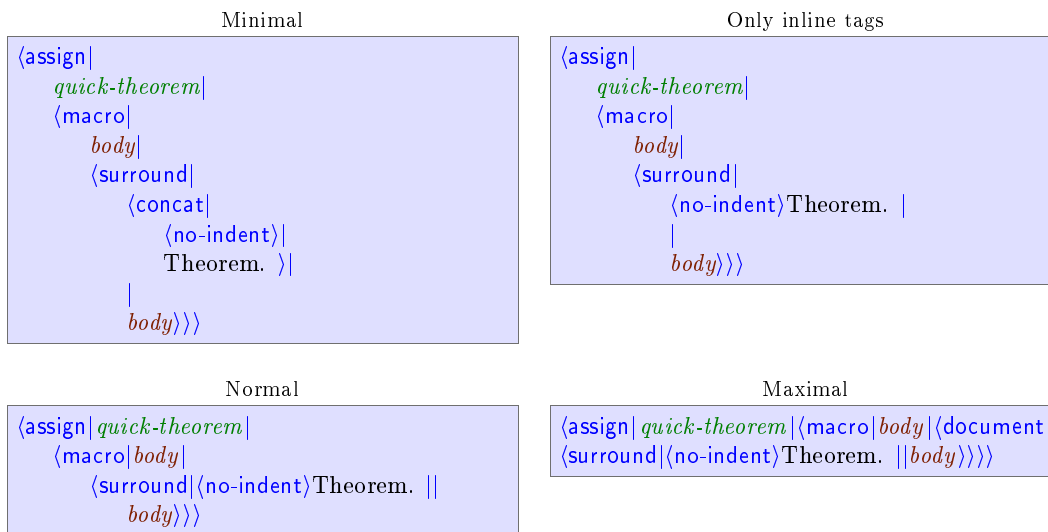 Minimal
⟨assign|
quick-theorem|
⟨macro|
body|
⟨surround|
⟨concat|
⟨no-indent⟩|
Theorem. ⟩|
|
body⟩⟩⟩
Only inline tags
⟨assign|
quick-theorem|
⟨macro|
body|
⟨surround|
⟨no-indent⟩Theorem. |
|
body⟩⟩⟩
Normal
⟨assign|quick-theorem|
⟨macro|body|
⟨surround|⟨no-indent⟩Theorem. ||
body⟩⟩⟩
Maximal
⟨assign|quick-theorem|⟨macro|body|⟨document
⟨surround|⟨no-indent⟩Theorem. ||body⟩⟩⟩⟩